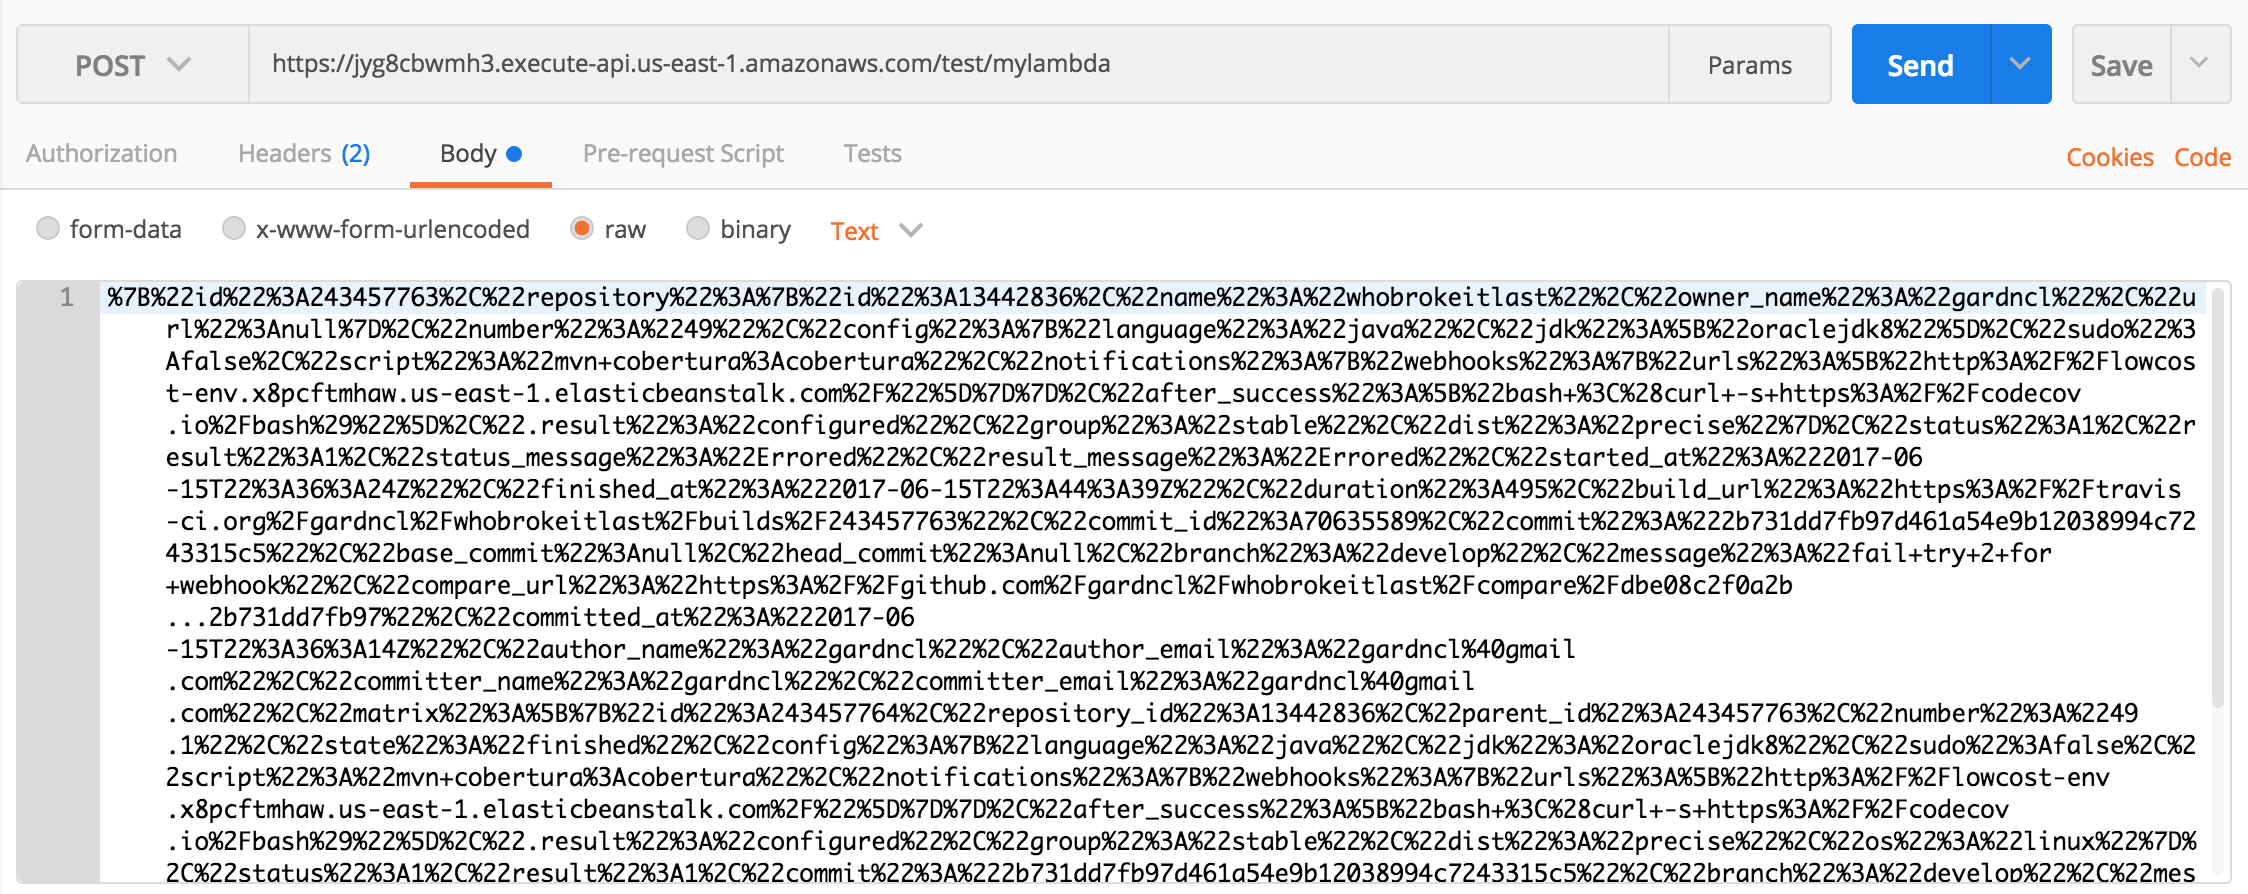 POST
https://jyg8cbwmh3.execute-api.us-east-1.amazonaws.com/test/mylambda
Params
Send
Save
Authorization
Headers (2)
Body
Pre-request Script
Tests
Cookies
Code
form-data
x-www-form-urlencoded
raw
binary
Text
1
%7B%22id%22%3A243457763%2C%22repository%22%3A%7B%22id%22%3A13442836%2C%22name%22%3A%22whobrokeitlast%22%2C%22owner_name%22%3A%22gardncl%22%2C%22u
rl%22%3Anull%7D%2C%22number%22%3A%2249%22%2C%22config%22%3A%7B%22language%22%3A%22java%22%2C%22jdk%22%3A%5B%22oraclejdk8%22%5D%2C%22sudo%22%3
Afalse%2C%22script%22%3A%22mvn+cobertura%3Acobertura%22%2C%22notifications%22%3A%7B%22webhooks%22%3A%7B%22urls%22%3A%5B%22http%3A%2F%2Flowcos
t-env.x8pcftmhaw.us-east-1.elasticbeanstalk.com%2F%22%5D%7D%7D%2C%22after_success%22%3A%5B%22bash+%3C%28curl+-s+https%3A%2F%2Fcodecov
.io%2Fbash%29%22%5D%2C%22.result%22%3A%22configured%22%2C%22group%22%3A%22stable%22%2C%22dist%22%3A%22precise%22%7D%2C%22status%22%3A1%2C%22r
esult%22%3A1%2C%22status_message%22%3A%22Errored%22%2C%22result_message%22%3A%22Errored%22%2C%22started_at%22%3A%222017-06
-15T22%3A36%3A24Z%22%2C%22finished_at%22%3A%222017-06-15T22%3A44%3A39Z%22%2C%22duration%22%3A495%2C%22build_url%22%3A%22https%3A%2F%2Ftravis
-ci.org%2Fgardncl%2Fwhobrokeitlast%2Fbuilds%2F243457763%22%2C%22commit_id%22%3A70635589%2C%22commit%22%3A%222b731dd7fb97d461a54e9b12038994c72
43315c5%22%2C%22base_commit%22%3Anull%2C%22head_commit%22%3Anull%2C%22branch%22%3A%22develop%22%2C%22message%22%3A%22fail+try+2+for
+webhook%22%2C%22compare_url%22%3A%22https%3A%2F%2Fgithub.com%2Fgardncl%2Fwhobrokeitlast%2Fcompare%2Fdbe08c2f0a2b
...2b731dd7fb97%22%2C%22committed_at%22%3A%222017-06
-15T22%3A36%3A14Z%22%2C%22author_name%22%3A%22gardncl%22%2C%22author_email%22%3A%22gardncl%40gmail
.com%22%2C%22committer_name%22%3A%22gardncl%22%2C%22committer_email%22%3A%22gardncl%40gmail
.com%22%2C%22matrix%22%3A%5B%7B%22id%22%3A243457764%2C%22repository_id%22%3A13442836%2C%22parent_id%22%3A243457763%2C%22number%22%3A%2249
.1%22%2C%22state%22%3A%22finished%22%2C%22config%22%3A%7B%22language%22%3A%22java%22%2C%22jdk%22%3A%22oraclejdk8%22%2C%22sudo%22%3Afalse%2C%2
2script%22%3A%22mvn+cobertura%3Acobertura%22%2C%22notifications%22%3A%7B%22webhooks%22%3A%7B%22urls%22%3A%5B%22http%3A%2F%2Flowcost-env
.x8pcftmhaw.us-east-1.elasticbeanstalk.com%2F%22%5D%7D%7D%2C%22after_success%22%3A%5B%22bash+%3C%28curl+-s+https%3A%2F%2Fcodecov
.io%2Fbash%29%22%5D%2C%22.result%22%3A%22configured%22%2C%22group%22%3A%22stable%22%2C%22dist%22%3A%22precise%22%2C%22os%22%3A%22linux%22%7D%
2C%22status%22%3A1%2C%22result%22%3A1%2C%22commit%22%3A%222b731dd7fb97d461a54e9b12038994c7243315c5%22%2C%22branch%22%3A%22develop%22%2C%22mes